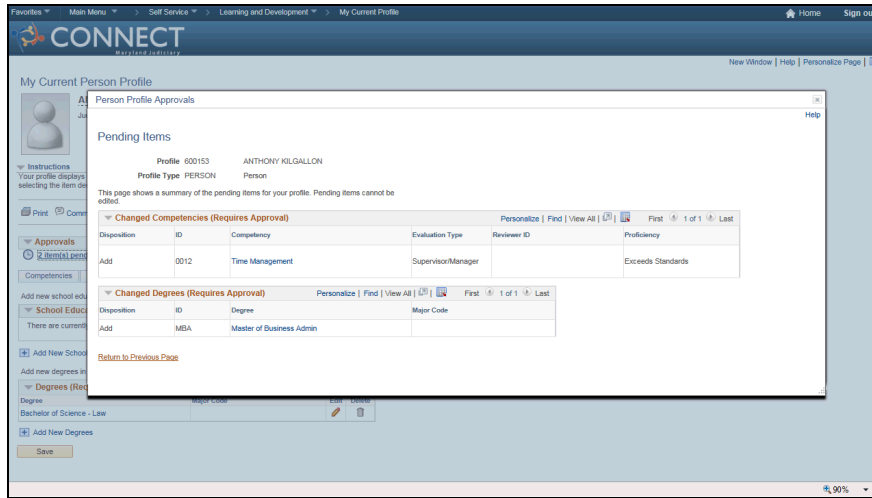 Favorites Main Menu > Self Service > Learning and Development > My Current Profile Home Sign ou
CONNECT
Maryland Judiciary
New Window | Help | Personalize Page |
My Current Person Profile
Person Profile Approvals
Help
Pending Items
Profile 600153 ANTHONY KILGALLON
Profile Type PERSON Person
Instructions
Your profile displays
selecting the item de
This page shows a summary of the pending items for your profile. Pending items cannot be
edited.
Print Comm
Changed Competencies (Requires Approval) Personalize | Find | View All | First 1 of 1 Last
Disposition ID Competency Evaluation Type Reviewer ID Proficiency
Add 0012 Time Management Supervisor/Manager Exceeds Standards
Approvals
2 item(s) pend
Competencies
Add new school edu
Changed Degrees (Requires Approval) Personalize | Find | View All | First 1 of 1 Last
Disposition ID Degree Major Code
Add MBA Master of Business Admin
School Educa
There are currently
Add New School
Return to Previous Page
Add new degrees in
Degrees (Req
Degree Major Code Edit Delete
Bachelor of Science - Law
Add New Degrees
Save
90%